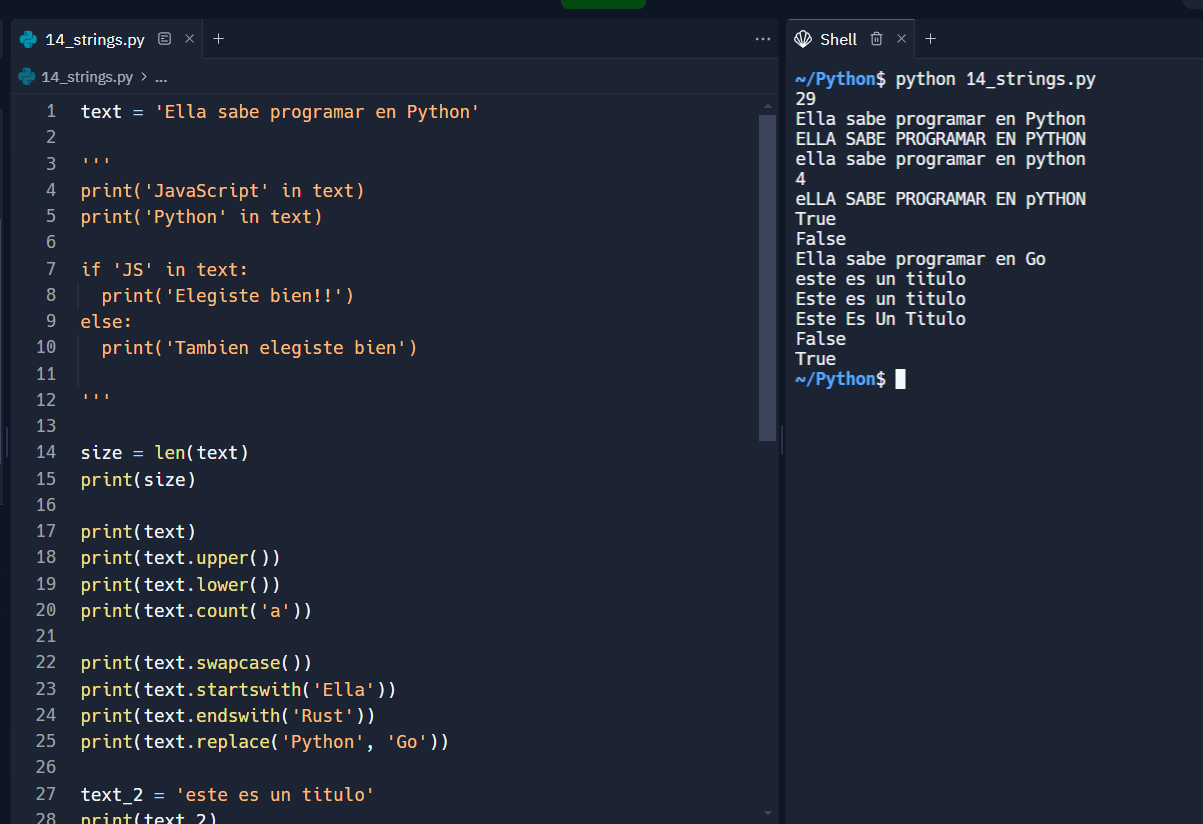 14_strings.py
14_strings.py > ...
1 text = 'Ella sabe programar en Python'
2
3 '''
4 print('JavaScript' in text)
5 print('Python' in text)
6
7 if 'JS' in text:
8   print('Elegiste bien!!')
9 else:
10   print('Tambien elegiste bien')
11
12 '''
13
14 size = len(text)
15 print(size)
16
17 print(text)
18 print(text.upper())
19 print(text.lower())
20 print(text.count('a'))
21
22 print(text.swapcase())
23 print(text.startswith('Ella'))
24 print(text.endswith('Rust'))
25 print(text.replace('Python', 'Go'))
26
27 text_2 = 'este es un titulo'
28 print(text_2)
Shell
~/Python$ python 14_strings.py
29
Ella sabe programar en Python
ELLA SABE PROGRAMAR EN PYTHON
ella sabe programar en python
4
eLLA SABE PROGRAMAR EN pYTHON
True
False
Ella sabe programar en Go
este es un titulo
Este es un titulo
Este Es Un Titulo
False
True
~/Python$